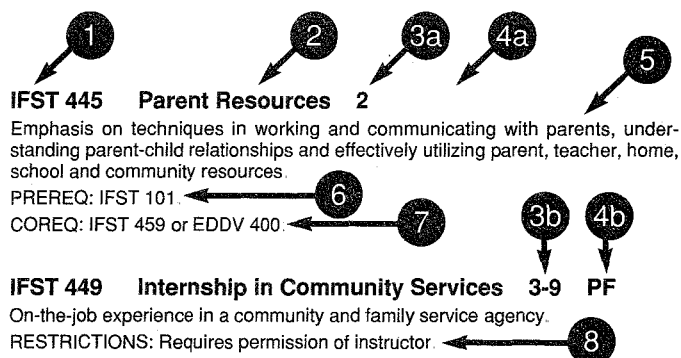 1 2 3a 4a 5
IFST 445 Parent Resources 2
Emphasis on techniques in working and communicating with parents, under-
standing parent-child relationships and effectively utilizing parent, teacher, home,
school and community resources.
PREREQ: IFST 101. 6
COREQ: IFST 459 or EDDV 400. 7
3b 4b
IFST 449 Internship in Community Services 3-9 PF
On-the-job experience in a community and family service agency.
RESTRICTIONS: Requires permission of instructor. 8